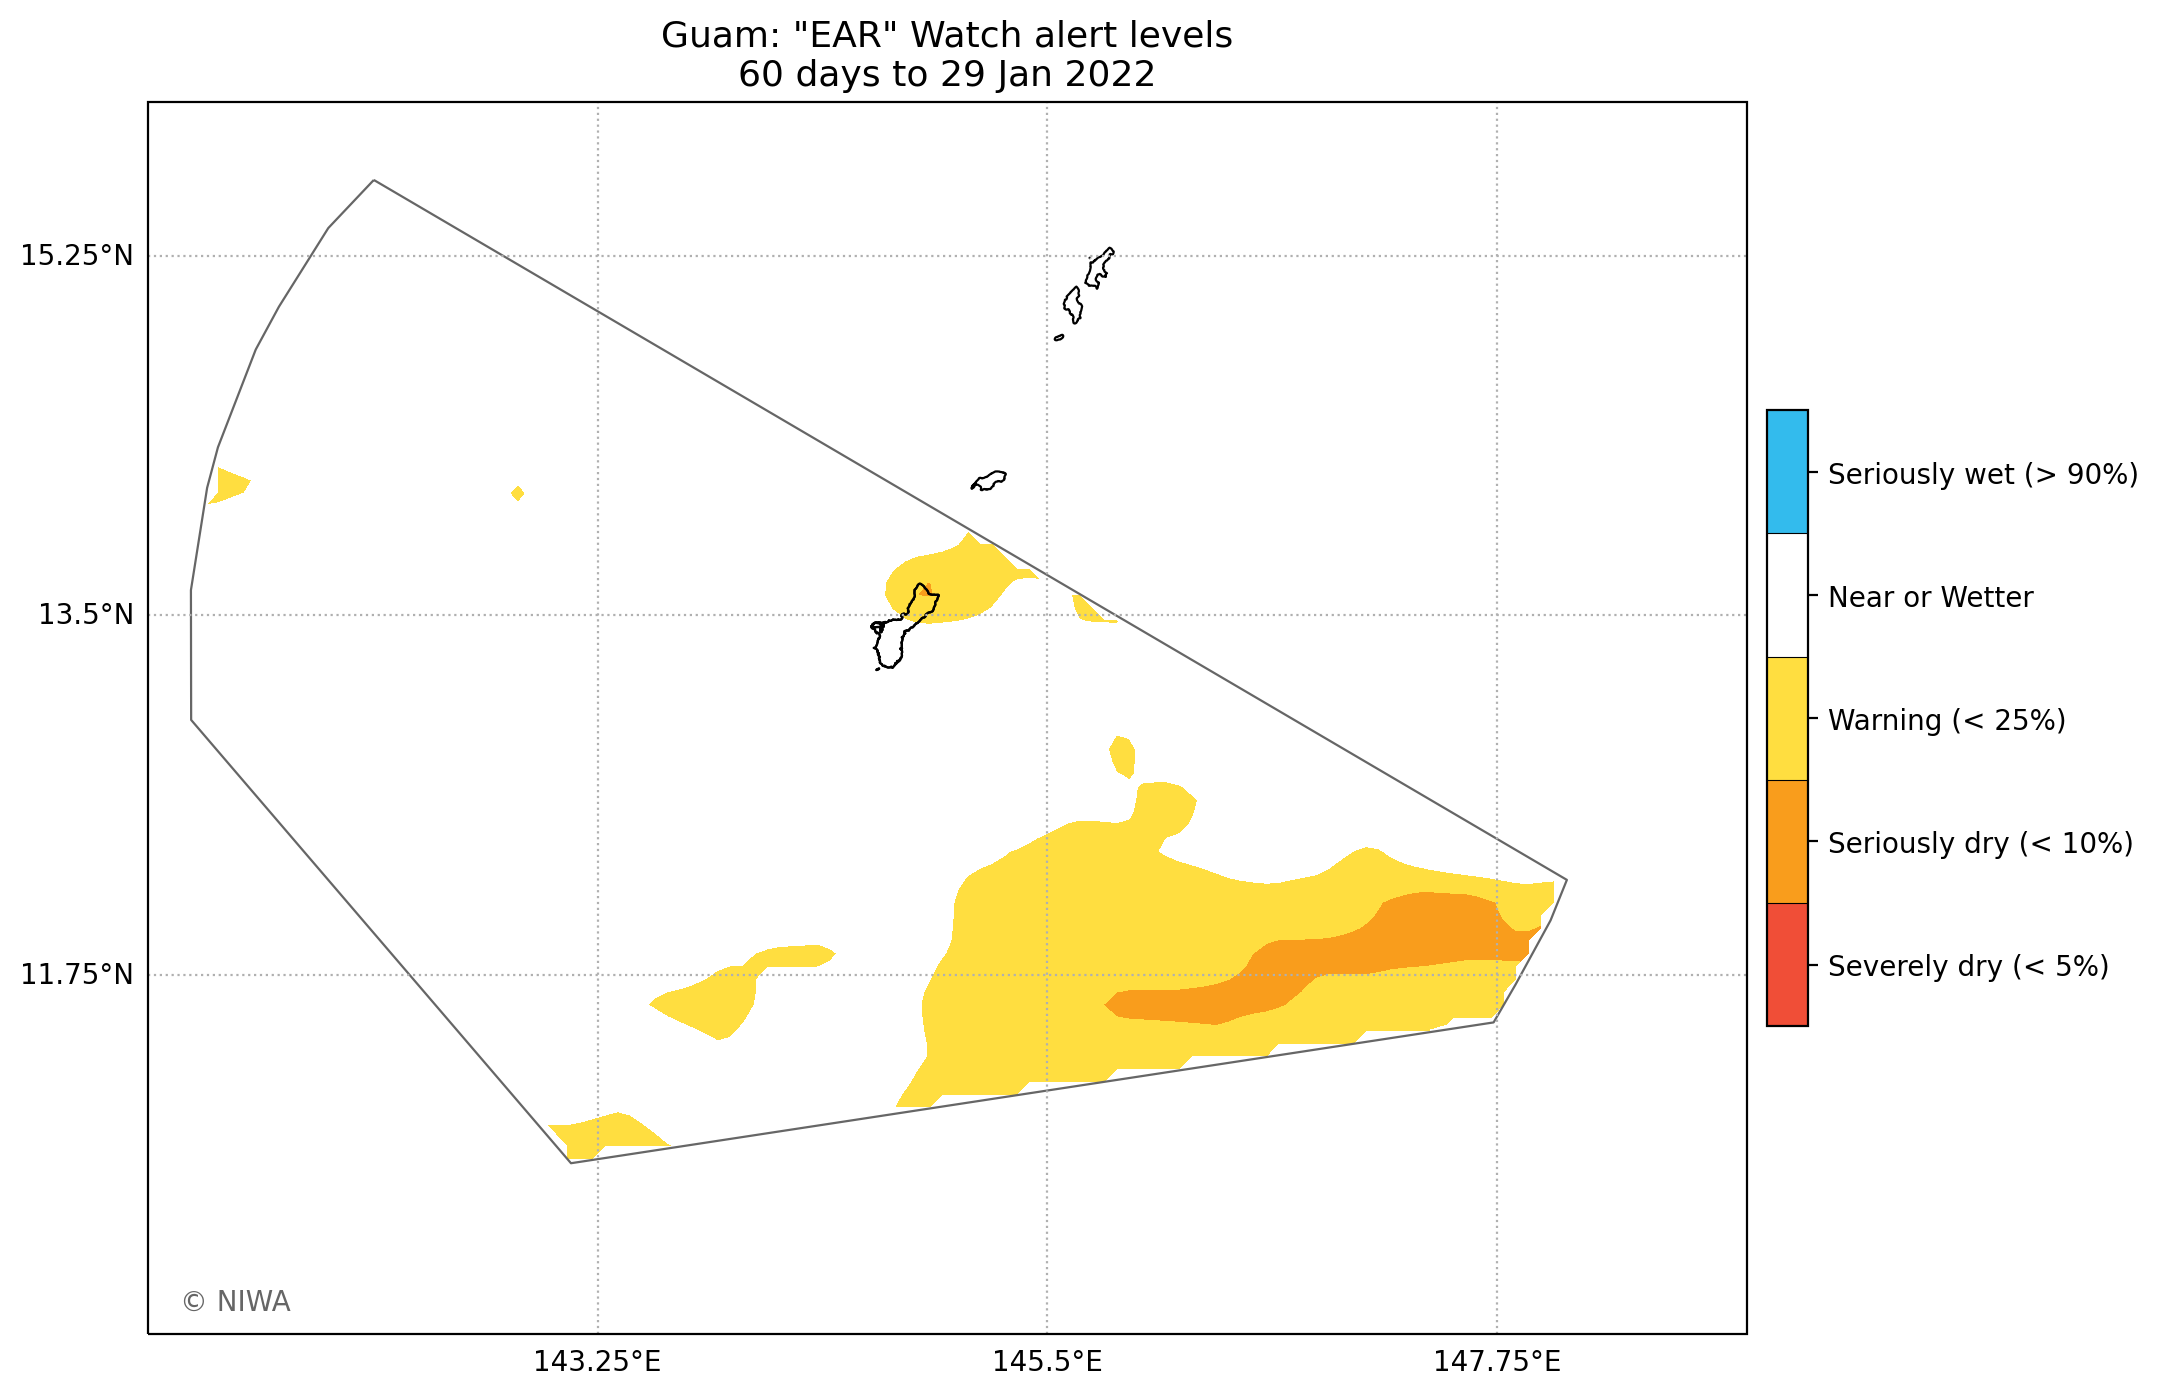 Guam: "EAR" Watch alert levels
60 days to 29 Jan 2022
15.25°N
13.5°N
11.75°N
143.25°E
145.5°E
147.75°E
Seriously wet (> 90%)
Near or Wetter
Warning (< 25%)
Seriously dry (< 10%)
Severely dry (< 5%)
© NIWA